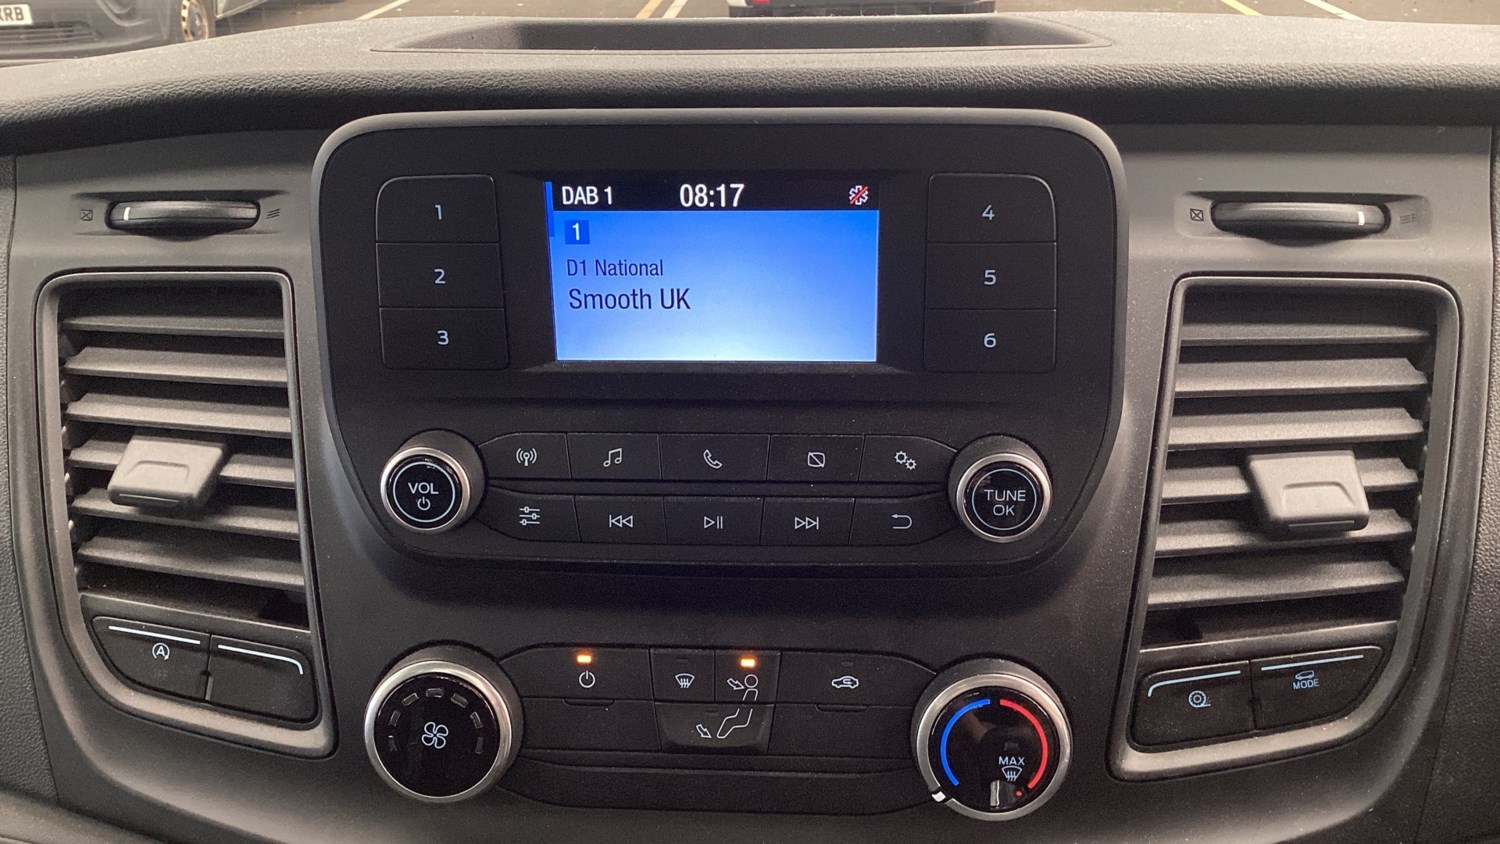 XRB
DAB 1 08:17
1
D1 National
Smooth UK
1
2
3
4
5
6
VOL
TUNE
OK
A
MODE
MAX